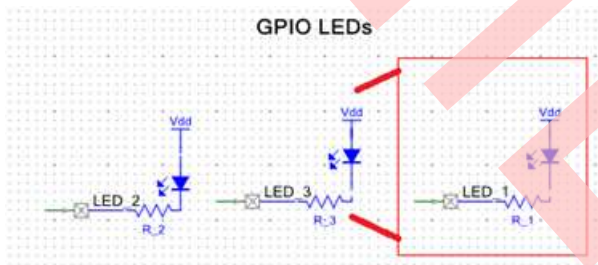 GPIO LEDs
Vdd
Vdd
Vdd
LED_2
LED_3
LED_1
R_2
R_3
R_1